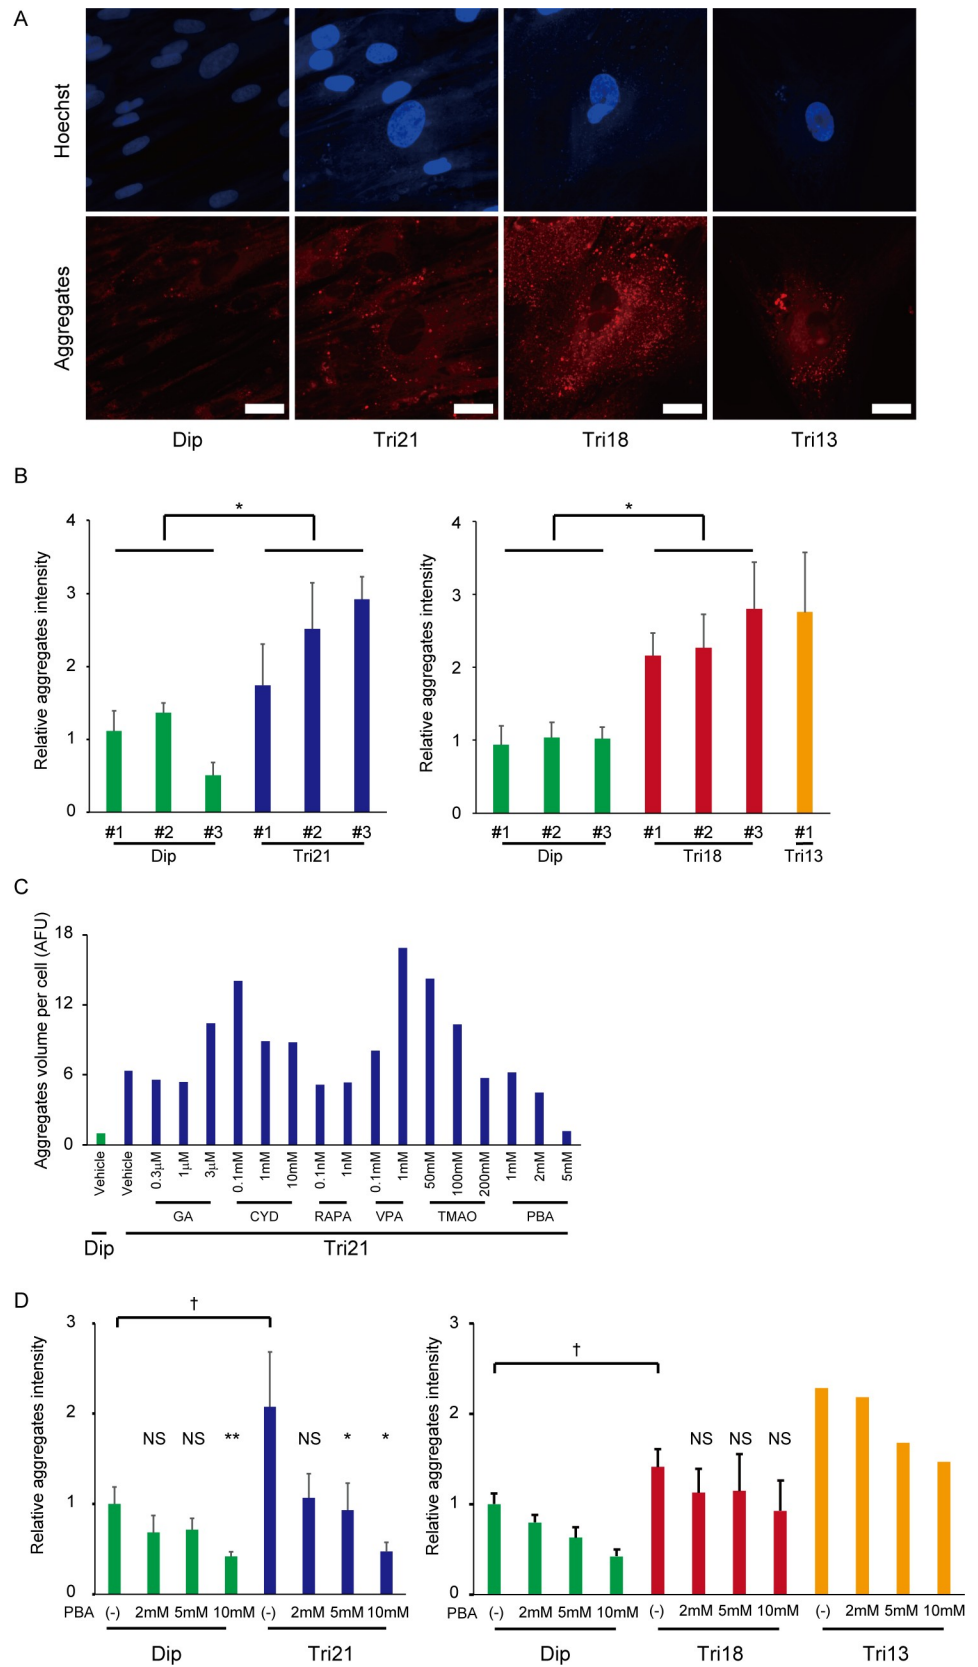 A
Hoechst
Aggregates
Dip Tri21 Tri18 Tri13
B
Relative aggregates intensity
4
3
2
1
0
*
#1 #2 #3 #1 #2 #3
Dip Tri21
Relative aggregates intensity
4
3
2
1
0
*
#1 #2 #3 #1 #2 #3 #1
Dip Tri18 Tri13
C
Aggregates volume per cell (AFU)
18
12
6
0
Vehicle Vehicle 0.3µM 1µM 3µM 0.1mM 1mM 10mM 0.1nM 1nM 0.1mM 1mM 50mM 100mM 200mM 1mM 2mM 5mM
GA CYD RAPA VPA TMAO PBA
Dip Tri21
D
Relative aggregates intensity
3
2
1
0
†
NS NS ** NS * *
PBA (-) 2mM 5mM 10mM (-) 2mM 5mM 10mM
Dip Tri21
Relative aggregates intensity
3
2
1
0
†
NS NS NS
PBA (-) 2mM 5mM 10mM (-) 2mM 5mM 10mM (-) 2mM 5mM 10mM
Dip Tri18 Tri13